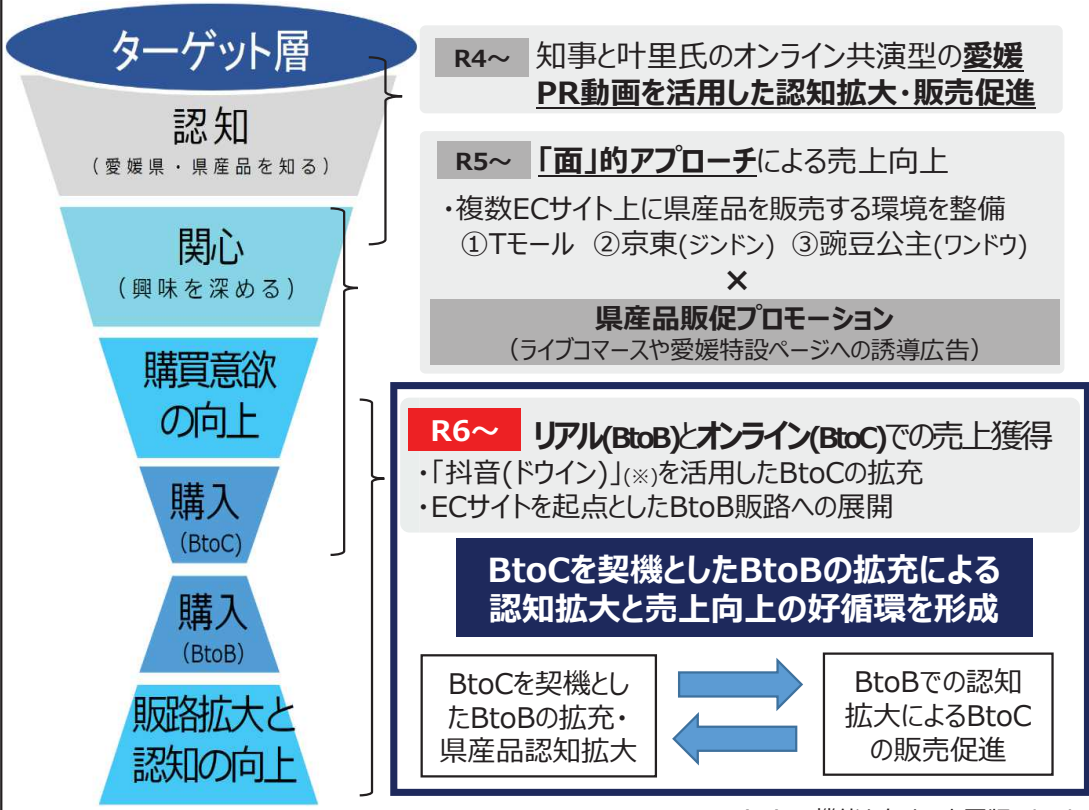 ターゲット層
認知
（愛媛県・県産品を知る）
関心
（興味を深める）
購買意欲
の向上
購入
(BtoC)
購入
(BtoB)
販路拡大と
認知の向上
R4～ 知事と叶里氏のオンライン共演型の愛媛
PR動画を活用した認知拡大・販売促進
R5～ 「面」的アプローチによる売上向上
・複数ECサイト上に県産品を販売する環境を整備
①Tモール ②京東(ジンドン) ③豌豆公主(ワンドウ)
×
県産品販促プロモーション
（ライブコマースや愛媛特設ページへの誘導広告）
R6～ リアル(BtoB)とオンライン(BtoC)での売上獲得
・「抖音(ドウイン)」(※)を活用したBtoCの拡充
・ECサイトを起点としたBtoB販路への展開
BtoCを契機としたBtoBの拡充による
認知拡大と売上向上の好循環を形成
BtoCを契機とし
たBtoBの拡充・
県産品認知拡大
BtoBでの認知
拡大によるBtoC
の販売促進